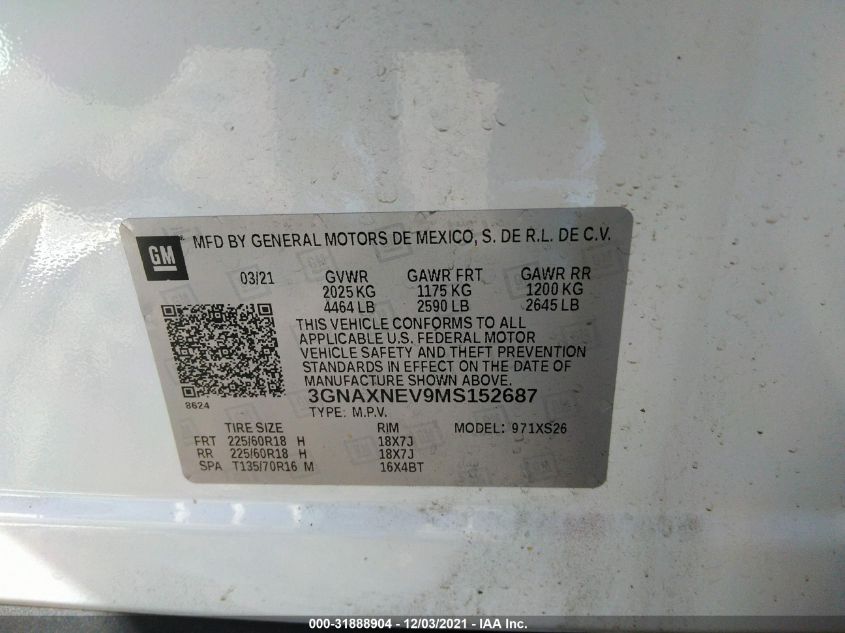 GM MFD BY GENERAL MOTORS DE MEXICO, S. DE R.L. DE C.V.
03/21 GVWR GAWR FRT GAWR RR
2025 KG 1175 KG 1200 KG
4464 LB 2590 LB 2645 LB
THIS VEHICLE CONFORMS TO ALL
APPLICABLE U.S. FEDERAL MOTOR
VEHICLE SAFETY AND THEFT PREVENTION
STANDARDS IN EFFECT ON THE DATE OF
MANUFACTURE SHOWN ABOVE.
8624 3GNAXNEV9MS152687
TYPE: M.P.V.
TIRE SIZE RIM MODEL: 971XS26
FRT 225/60R18 H 18X7J
RR 225/60R18 H 18X7J
SPA T135/70R16 M 16X4BT
000-31888904 - 12/03/2021 - IAA Inc.